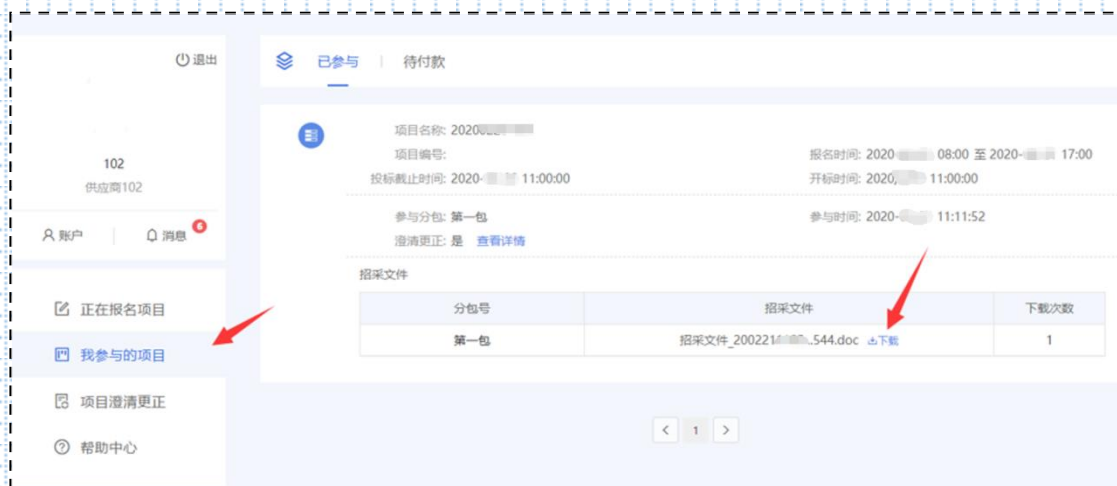 退出
已参与 待付款
项目名称: 20200
项目编号:
报名时间: 2020 08:00 至 2020- 17:00
投标截止时间: 2020- 11:00:00
开标时间: 2020, 11:00:00
102
供应商102
参与分包: 第一包
参与时间: 2020- 11:11:52
账户 消息 6
澄清更正: 是 查看详情
招采文件
正在报名项目
分包号 招采文件 下载次数
第一包 招采文件_200221 ..544.doc 下载 1
我参与的项目
项目澄清更正
帮助中心
< 1 >